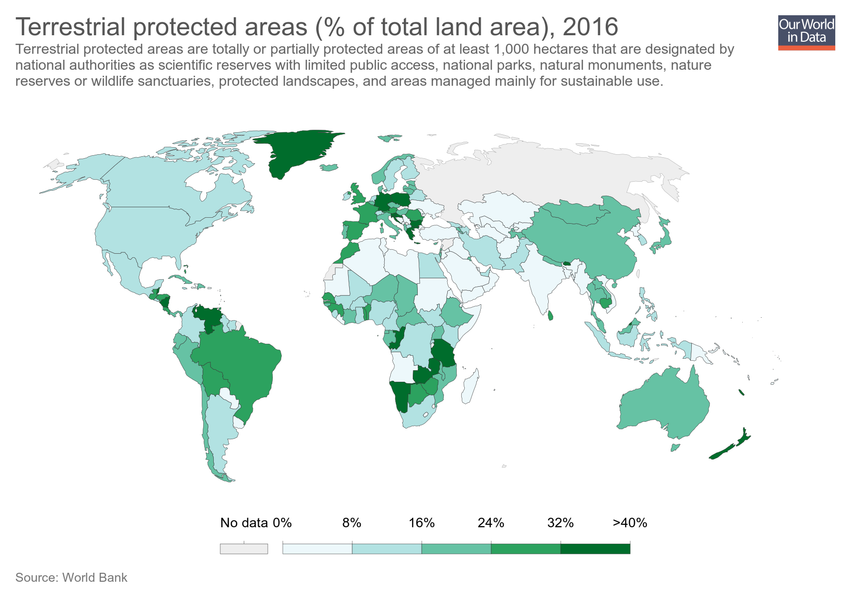 Terrestrial protected areas (% of total land area), 2016
Our World
in Data
Terrestrial protected areas are totally or partially protected areas of at least 1,000 hectares that are designated by
national authorities as scientific reserves with limited public access, national parks, natural monuments, nature
reserves or wildlife sanctuaries, protected landscapes, and areas managed mainly for sustainable use.
No data 0% 8% 16% 24% 32% >40%
Source: World Bank